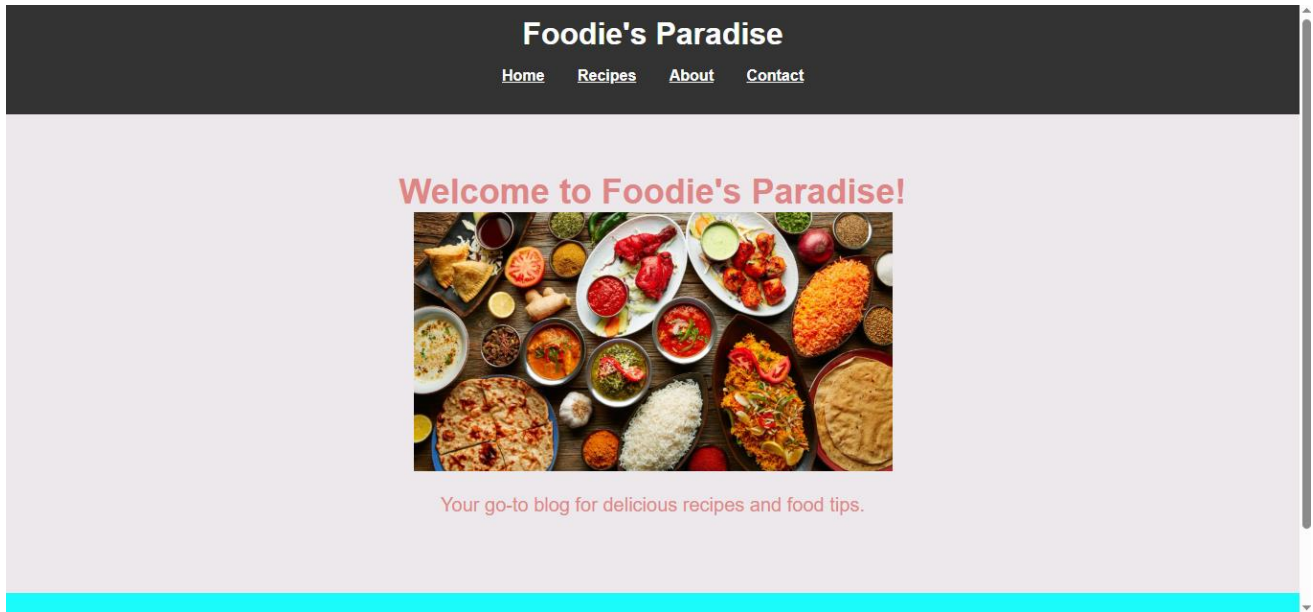 Foodie's Paradise
Home Recipes About Contact
Welcome to Foodie's Paradise!
Your go-to blog for delicious recipes and food tips.